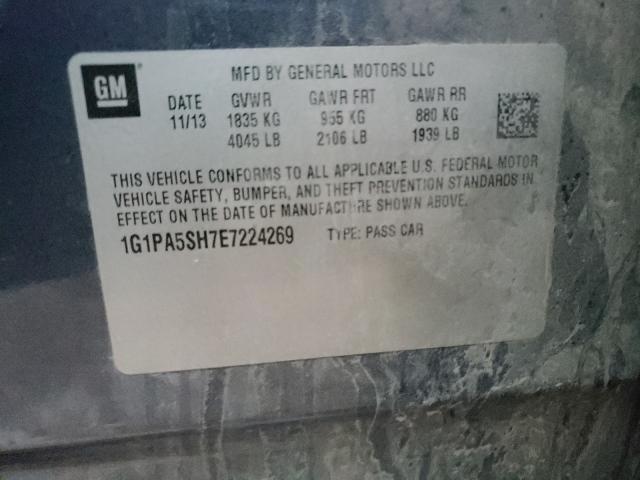 GM
MFD BY GENERAL MOTORS LLC
DATE GVWR GAWR FRT GAWR RR
11/13 1835 KG 955 KG 880 KG
4045 LB 2106 LB 1939 LB
THIS VEHICLE CONFORMS TO ALL APPLICABLE U.S. FEDERAL MOTOR
VEHICLE SAFETY, BUMPER, AND THEFT PREVENTION STANDARDS IN
EFFECT ON THE DATE OF MANUFACTURE SHOWN ABOVE.
1G1PA5SH7E7224269 TYPE: PASS CAR